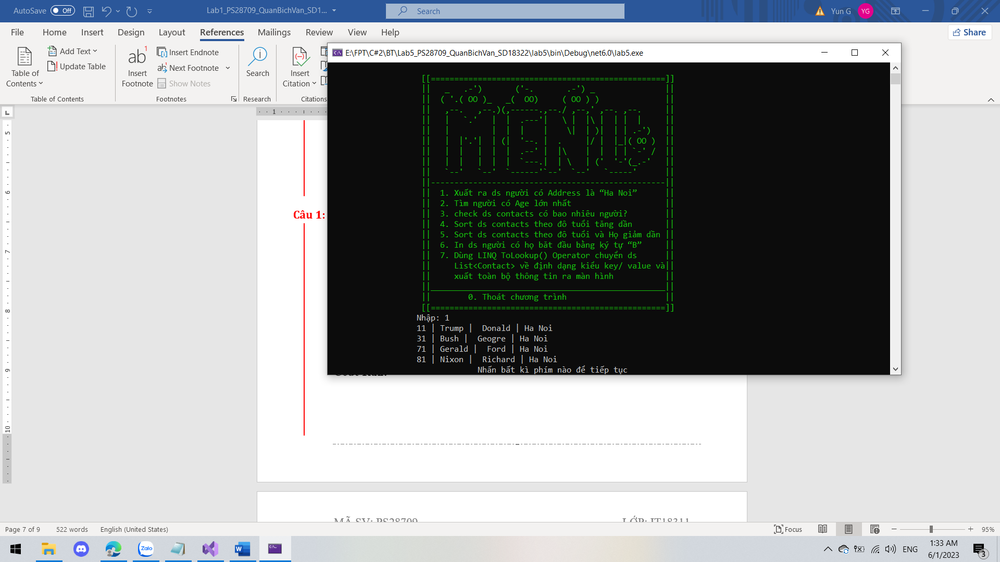 AutoSave Off Lab1_PS28709_QuanBichVan_SD1... Search Yun G YG
File Home Insert Design Layout References Mailings Review View Help Share
Table of Contents
Add Text
Update Table
Table of Contents
ab1
Insert Footnote
Insert Endnote
Next Footnote
Show Notes
Footnotes
Search
Research
Insert Citation
Citations
E:\FPT\C#2\BT\Lab5_PS28709_QuanBichVan_SD18322\lab5\bin\Debug\net6.0\lab5.exe
MENU
1. Xuất ra ds người có Address là “Ha Noi”
2. Tìm người có Age lớn nhất
3. check ds contacts có bao nhiêu người?
4. Sort ds contacts theo đô tuổi tăng dần
5. Sort ds contacts theo đô tuổi và Họ giảm dần
6. In ds người có họ băt đầu bằng ký tự “B”
7. Dùng LINQ ToLookup() Operator chuyển ds
List<Contact> về định dạng kiểu key/ value và
xuất toàn bộ thông tin ra màn hình
0. Thoát chương trình
Nhập: 1
11 | Trump | Donald | Ha Noi
31 | Bush | Geogre | Ha Noi
71 | Gerald | Ford | Ha Noi
81 | Nixon | Richard | Ha Noi
Nhấn bất kì phím nào để tiếp tục
Câu 1:
MÃ SV: PS28709 LỚP: IT18311
Page 7 of 9 522 words English (United States) Focus 95%
Zalo
ENG
1:33 AM
6/1/2023
3